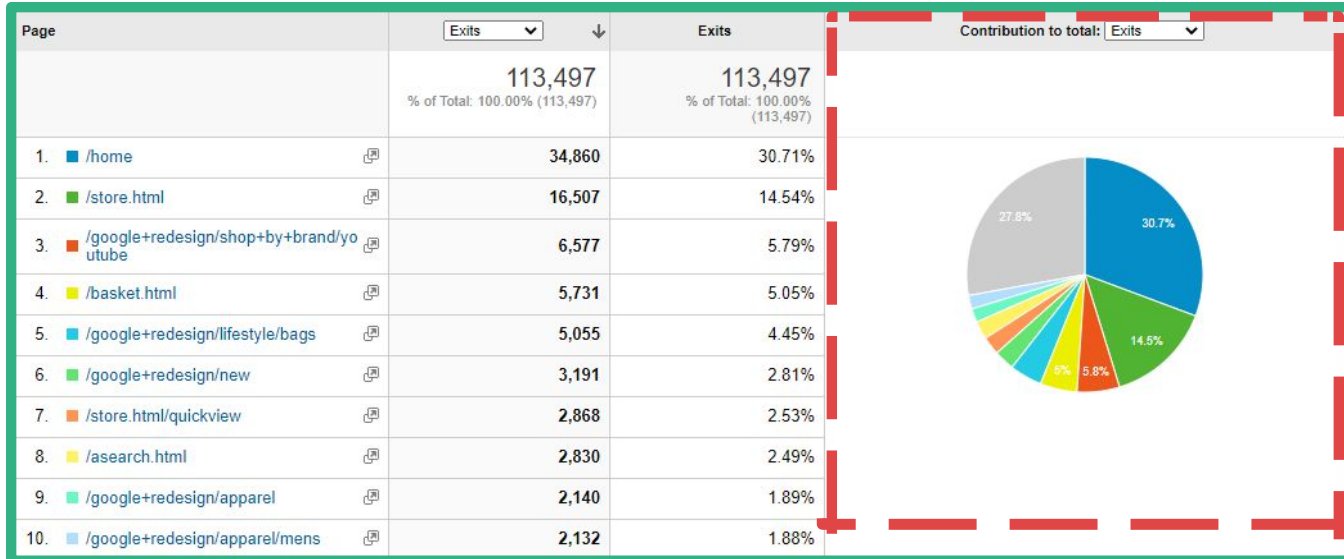 Page Exits Exits Contribution to total: Exits
113,497 113,497
% of Total: 100.00% (113,497) % of Total: 100.00%
(113,497)
1. /home 34,860 30.71%
2. /store.html 16,507 14.54%
3. /google+redesign/shop+by+brand/yo
utube 6,577 5.79%
4. /basket.html 5,731 5.05%
5. /google+redesign/lifestyle/bags 5,055 4.45%
6. /google+redesign/new 3,191 2.81%
7. /store.html/quickview 2,868 2.53%
8. /asearch.html 2,830 2.49%
9. /google+redesign/apparel 2,140 1.89%
10. /google+redesign/apparel/mens 2,132 1.88%
27.8%
30.7%
14.5%
5%
5.8%